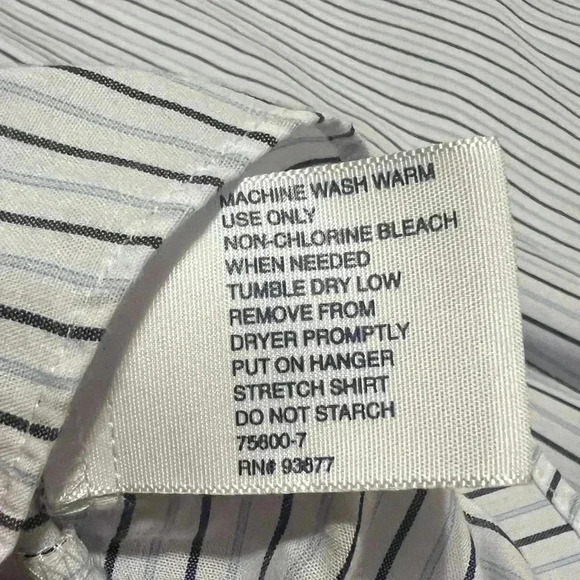 MACHINE WASH WARM
USE ONLY
NON-CHLORINE BLEACH
WHEN NEEDED
TUMBLE DRY LOW
REMOVE FROM
DRYER PROMPTLY
PUT ON HANGER
STRETCH SHIRT
DO NOT STARCH
75600-7
RN# 93677